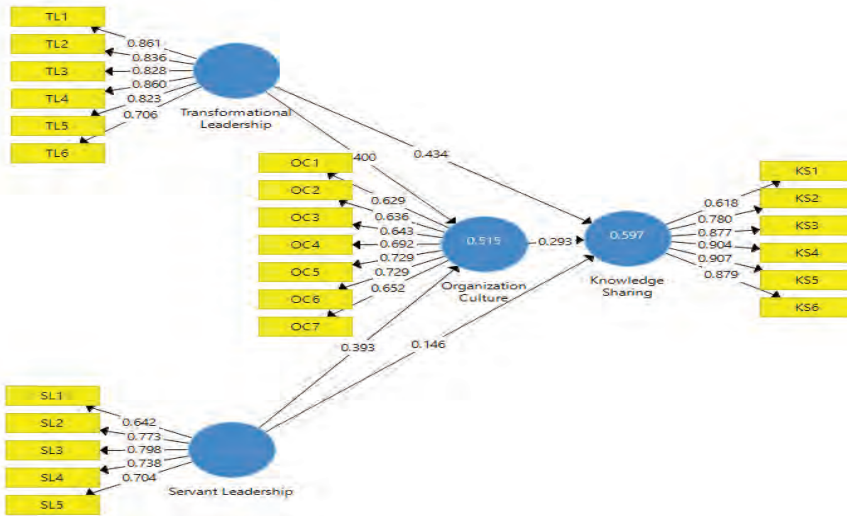 TL1
TL2
TL3
TL4
TL5
TL6
0.861
0.836
0.828
0.860
0.823
0.706
Transformational
Leadership
400
0.434
OC1
OC2
OC3
OC4
OC5
OC6
OC7
0.629
0.636
0.643
0.692
0.729
0.729
0.652
0.515
Organization
Culture
0.293
0.597
Knowledge
Sharing
0.618
0.780
0.877
0.904
0.907
0.879
KS1
KS2
KS3
KS4
KS5
KS6
0.393
0.146
SL1
SL2
SL3
SL4
SL5
0.642
0.773
0.798
0.738
0.704
Servant Leadership